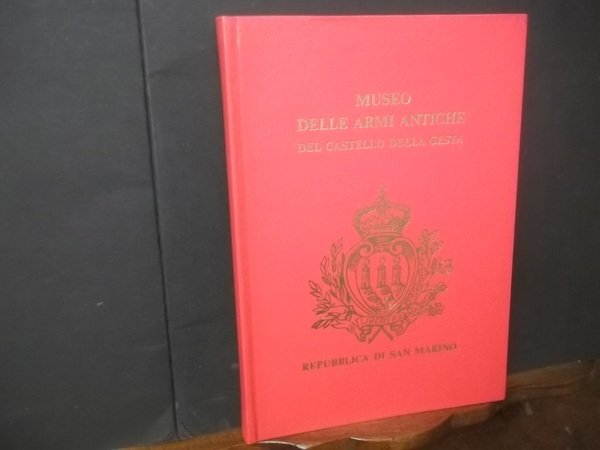 MUSEO
DELLE ARMI ANTICHE
DEL CASTELLO DELLA CESTA
REPUBBLICA DI SAN MARINO